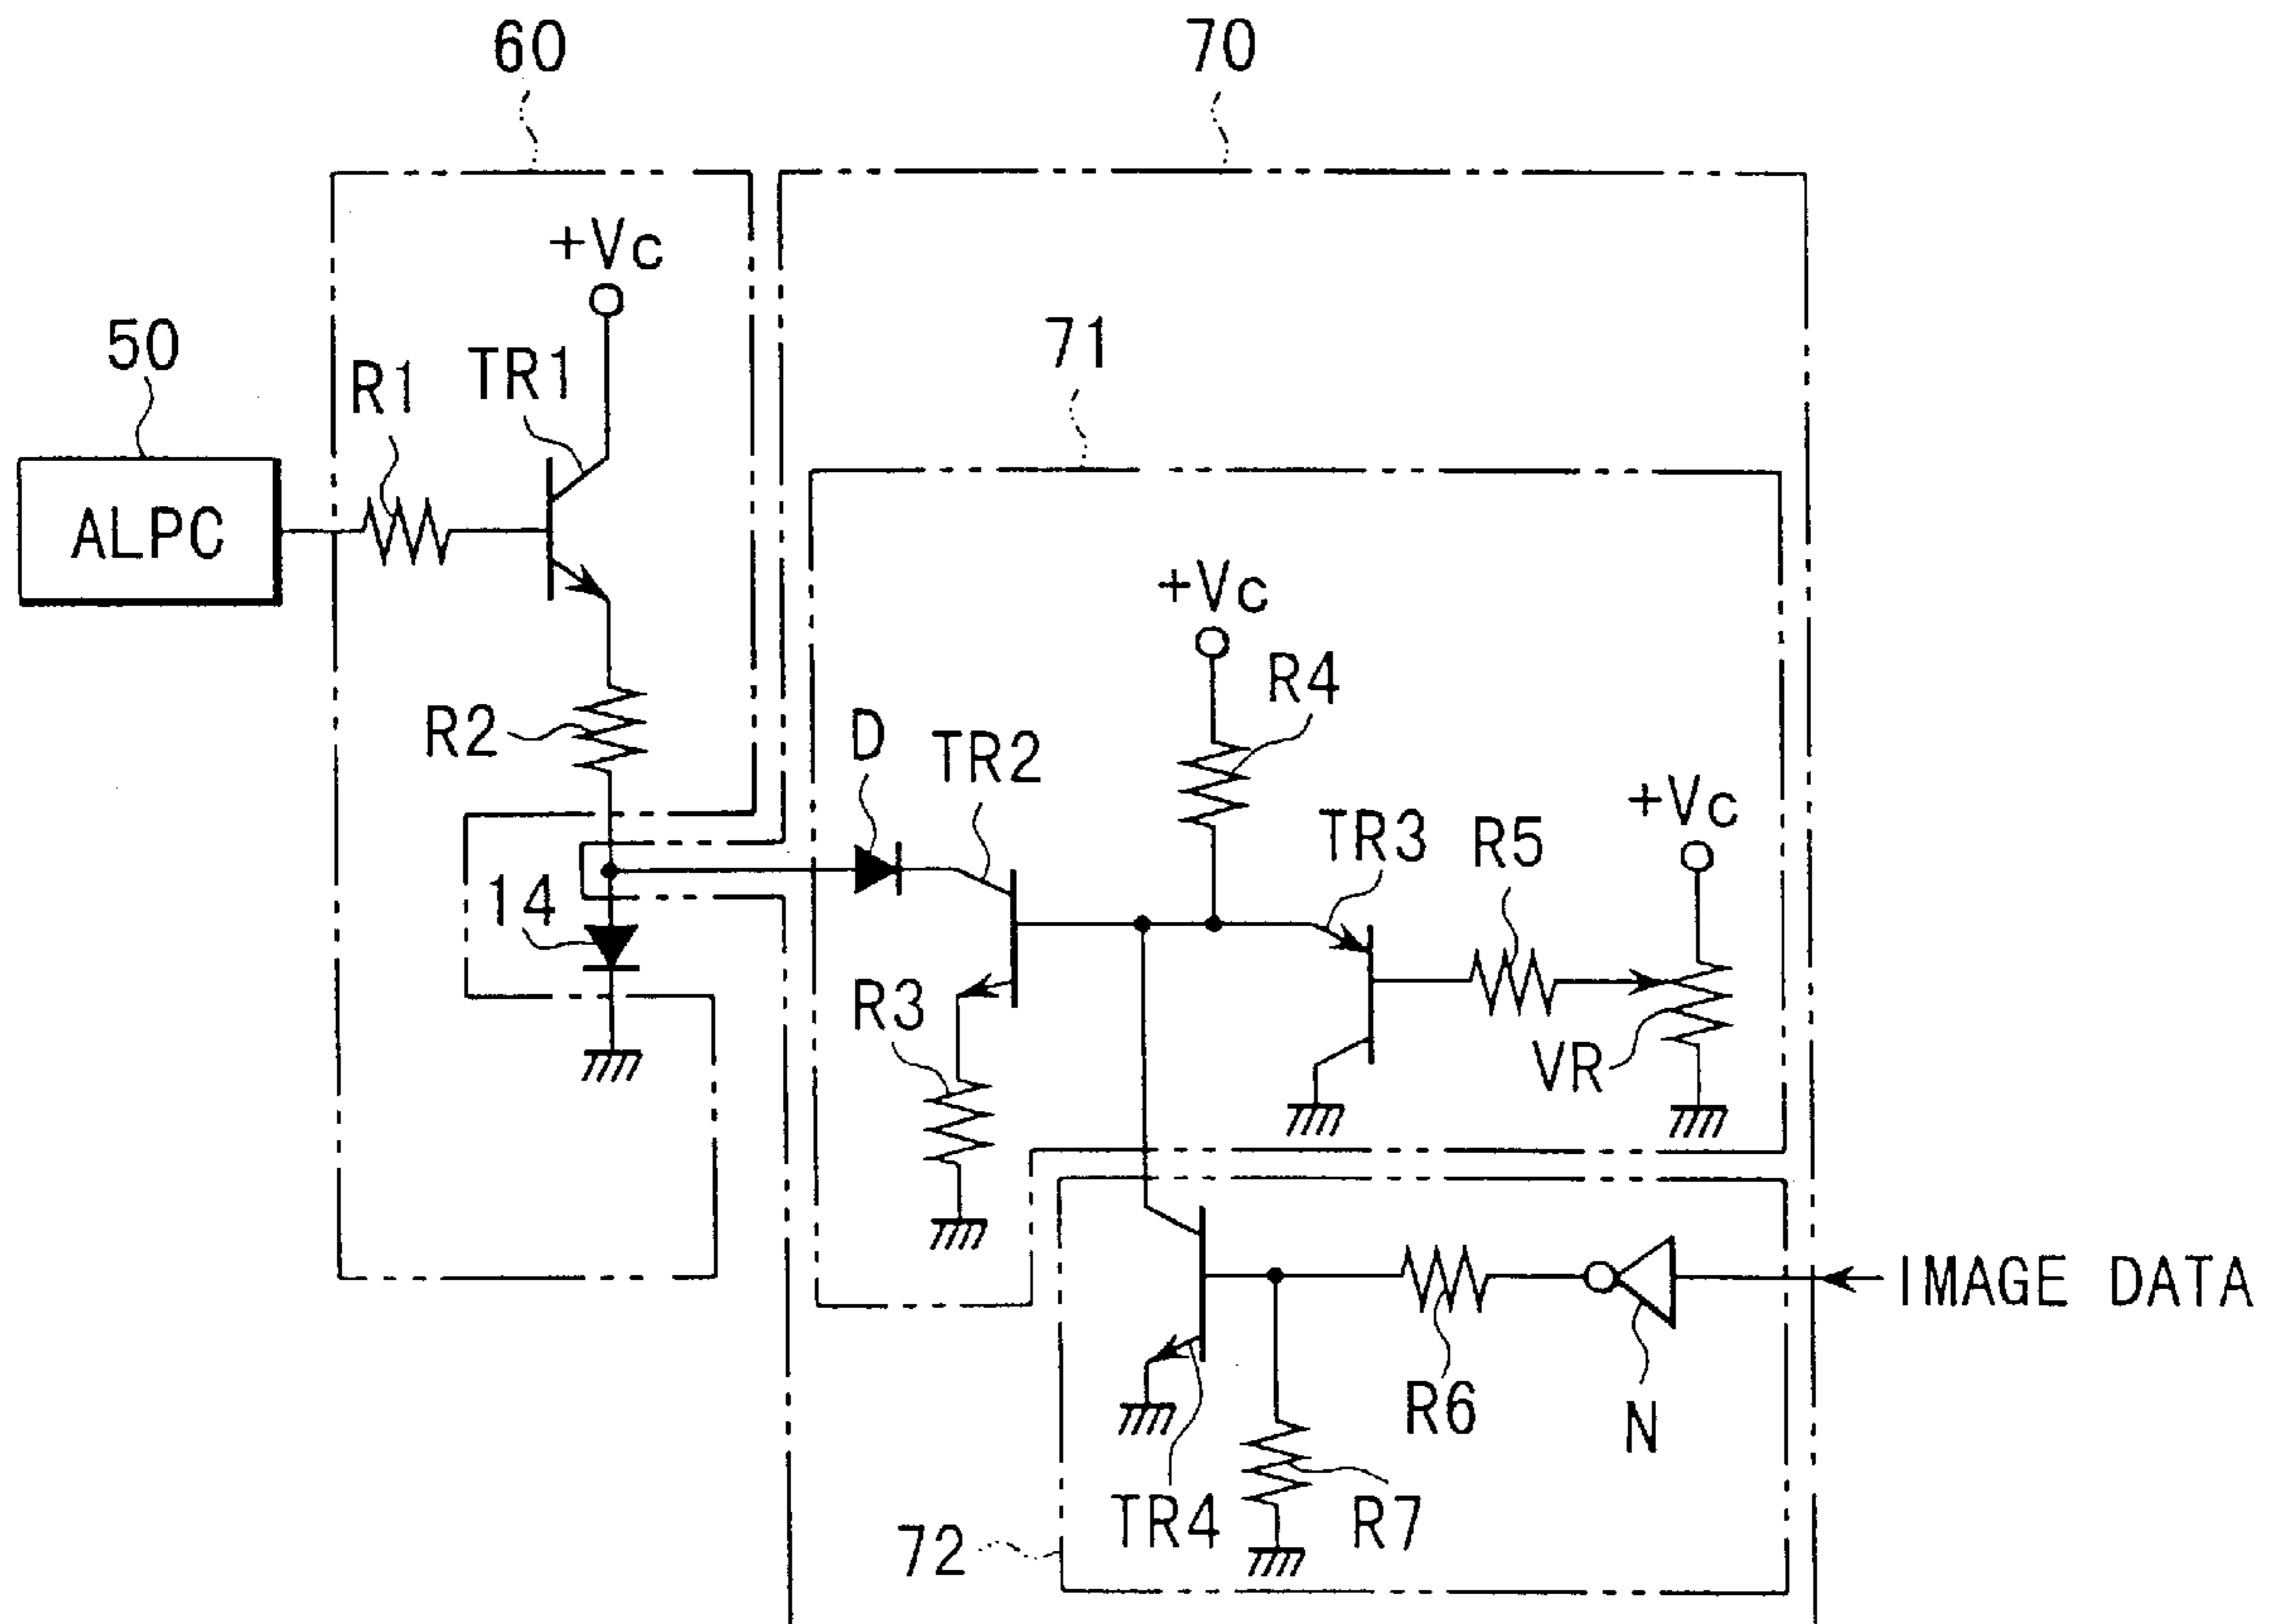 60
70
+Vc
50
R1
TR1
71
ALPC
+Vc
R4
R2
D
TR2
+Vc
TR3
R5
14
R3
VR
IMAGE DATA
R6
N
TR4
R7
72